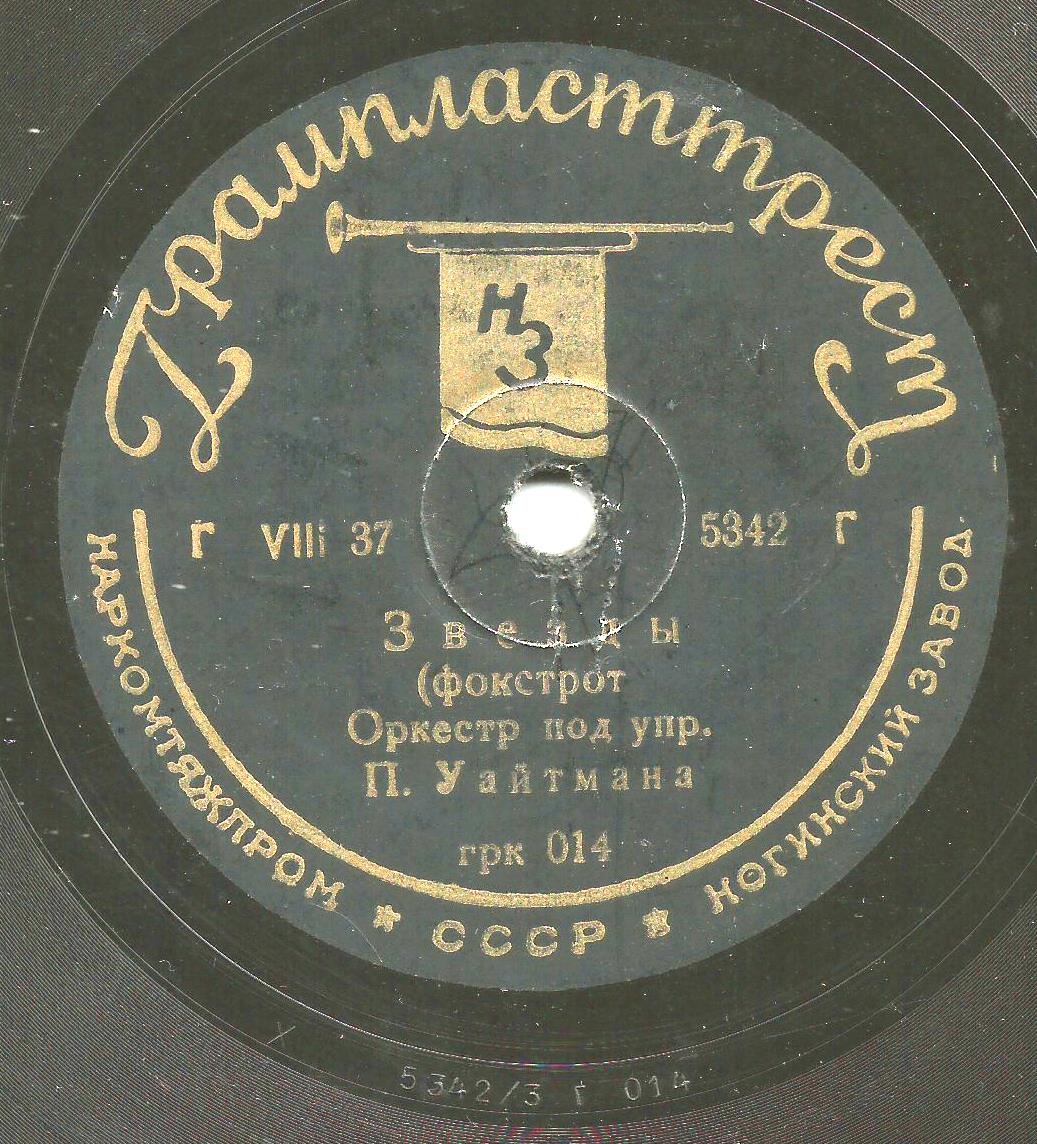 Грампласттрест
НЗ
Г VIIi 37 5342 Г
Звезды
(фокстрот
Оркестр под упр.
П. Уайтмана
грк 014
НАРКОМТЯЖПРОМ ★ СССР ★ НОГИНСКИЙ ЗАВОД
5342/3 Г 014